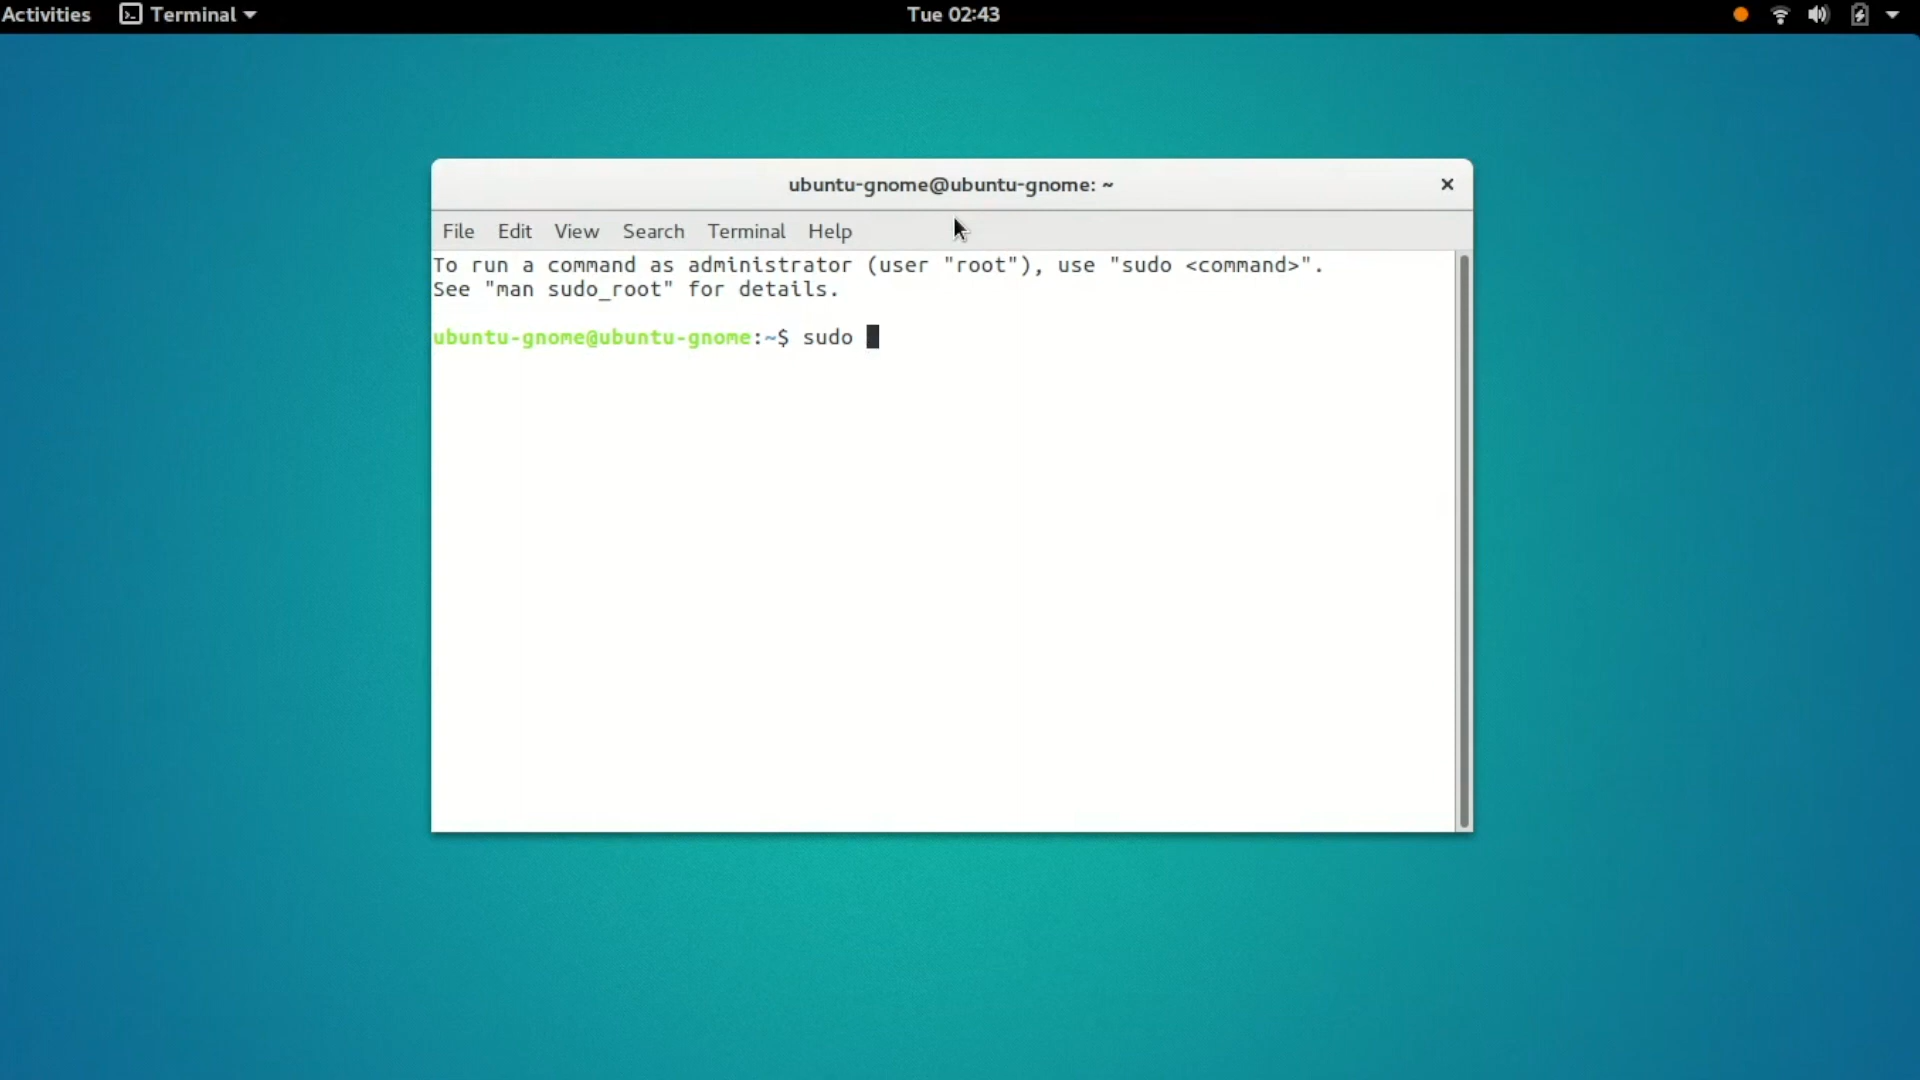 Activities Terminal Tue 02:43
ubuntu-gnome@ubuntu-gnome: ~
File Edit View Search Terminal Help
To run a command as administrator (user "root"), use "sudo <command>".
See "man sudo_root" for details.
ubuntu-gnome@ubuntu-gnome:~$ sudo